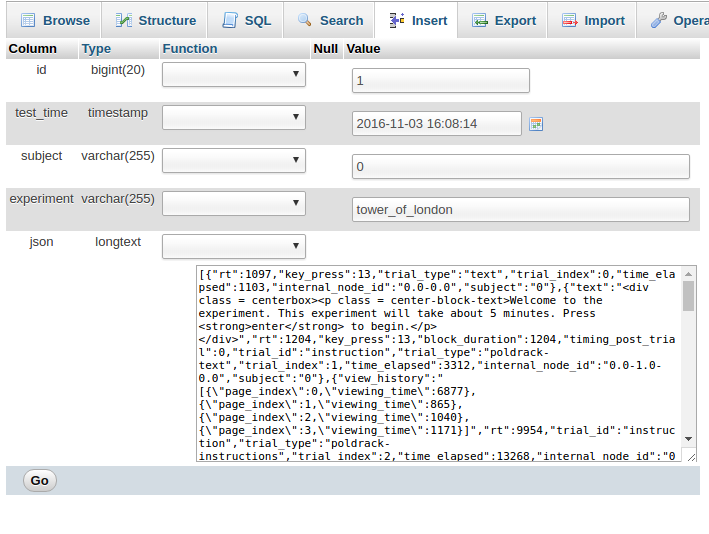 Browse Structure SQL Search Insert Export Import Opera
Column Type Function Null Value
id bigint(20) 1
test_time timestamp 2016-11-03 16:08:14
subject varchar(255) 0
experiment varchar(255) tower_of_london
json longtext
[{"rt":1097,"key_press":13,"trial_type":"text","trial_index":0,"time_ela
psed":1103,"internal_node_id":"0.0-0.0","subject":"0"},{"text":"<div
class = centerbox><p class = center-block-text>Welcome to the
experiment. This experiment will take about 5 minutes. Press
<strong>enter</strong> to begin.</p>
</div>","rt":1204,"key_press":13,"block_duration":1204,"timing_post_tria
l":0,"trial_id":"instruction","trial_type":"poldrack-
text","trial_index":1,"time_elapsed":3312,"internal_node_id":"0.0-1.0-
0.0","subject":"0"},{"view_history":"
[{\"page_index\":0,\"viewing_time\":6877},
{\"page_index\":1,\"viewing_time\":865},
{\"page_index\":2,\"viewing_time\":1040},
{\"page_index\":3,\"viewing_time\":1171}]","rt":9954,"trial_id":"instruc
tion","trial_type":"poldrack-
instructions","trial_index":2,"time_elapsed":13268,"internal_node_id":"0
Go